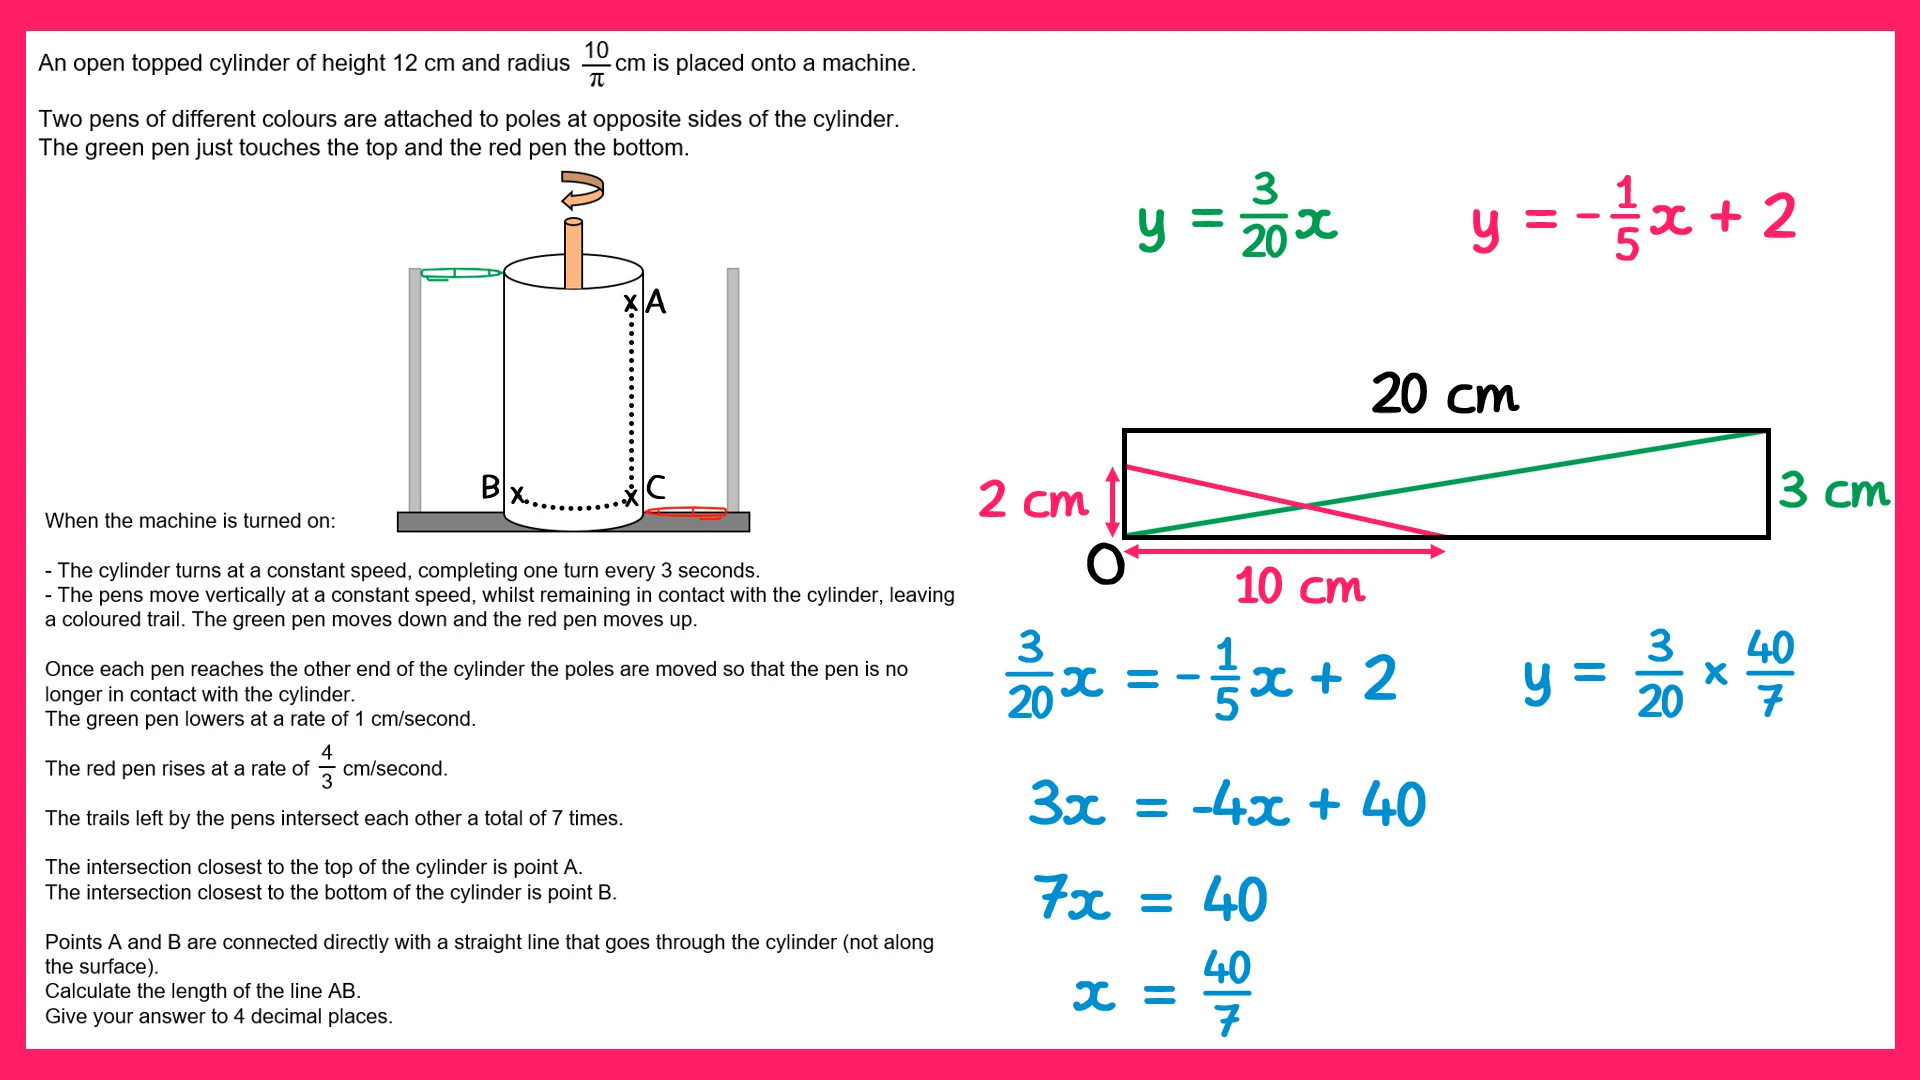 An open topped cylinder of height 12 cm and radius 10/π cm is placed onto a machine.
Two pens of different colours are attached to poles at opposite sides of the cylinder.
The green pen just touches the top and the red pen the bottom.
A
B
C
When the machine is turned on:
- The cylinder turns at a constant speed, completing one turn every 3 seconds.
- The pens move vertically at a constant speed, whilst remaining in contact with the cylinder, leaving
a coloured trail. The green pen moves down and the red pen moves up.
Once each pen reaches the other end of the cylinder the poles are moved so that the pen is no
longer in contact with the cylinder.
The green pen lowers at a rate of 1 cm/second.
The red pen rises at a rate of 4/3 cm/second.
The trails left by the pens intersect each other a total of 7 times.
The intersection closest to the top of the cylinder is point A.
The intersection closest to the bottom of the cylinder is point B.
Points A and B are connected directly with a straight line that goes through the cylinder (not along
the surface).
Calculate the length of the line AB.
Give your answer to 4 decimal places.
y = 3/20 x
y = -1/5 x + 2
20 cm
2 cm
3 cm
O
10 cm
3/20 x = -1/5 x + 2
y = 3/20 × 40/7
3x = -4x + 40
7x = 40
x = 40/7